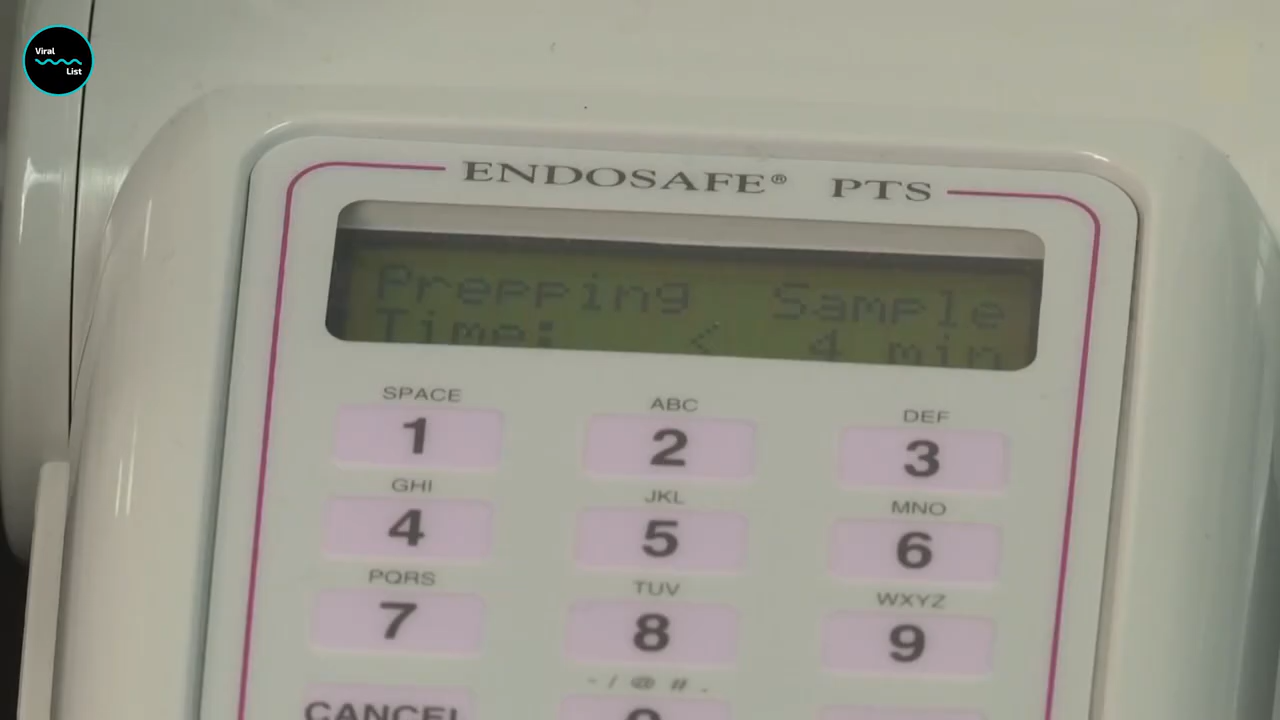 Viral
List
ENDOSAFE® PTS
Prepping Sample
Time: < 4 min
SPACE ABC DEF
1 2 3
GHI JKL MNO
4 5 6
PQRS TUV WXYZ
7 8 9
- / @ # .
CANCEL 0